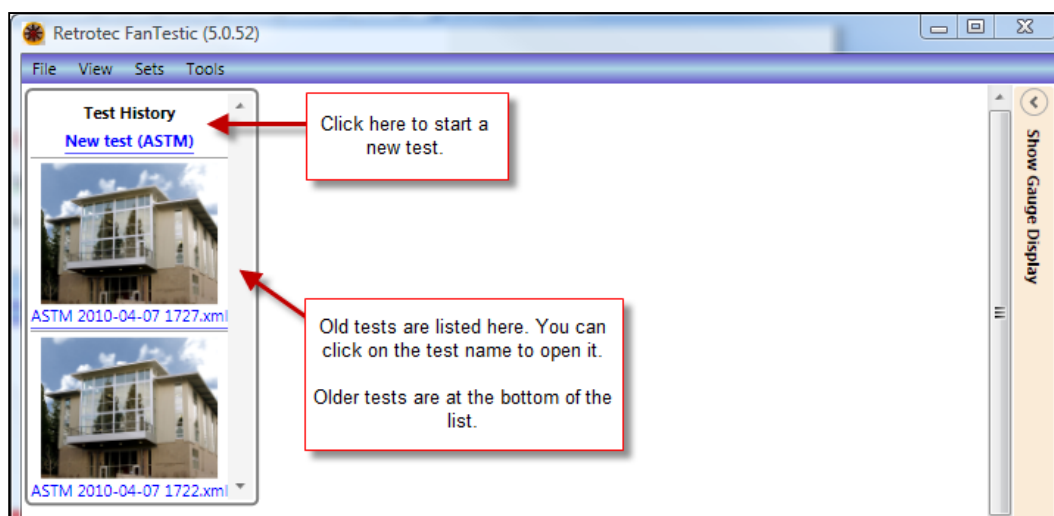 Retrotec FanTestic (5.0.52)
File View Sets Tools
Test History
New test (ASTM)
Click here to start a
new test.
ASTM 2010-04-07 1727.xml
Old tests are listed here. You can
click on the test name to open it.
Older tests are at the bottom of the
list.
ASTM 2010-04-07 1722.xml
Show Gauge Display